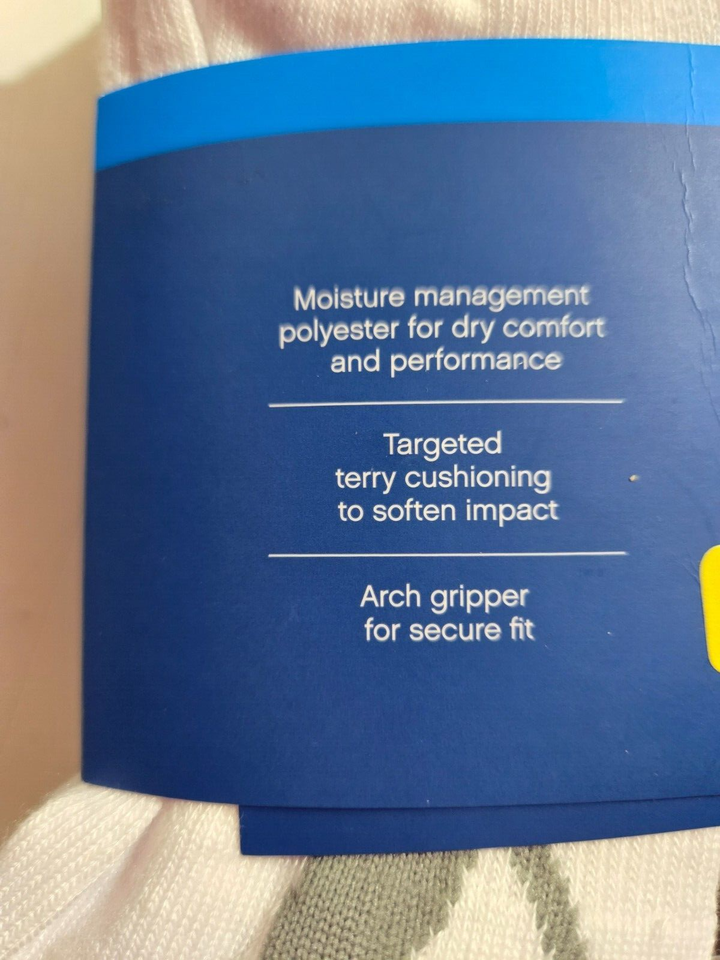 Moisture management
polyester for dry comfort
and performance
Targeted
terry cushioning
to soften impact
Arch gripper
for secure fit